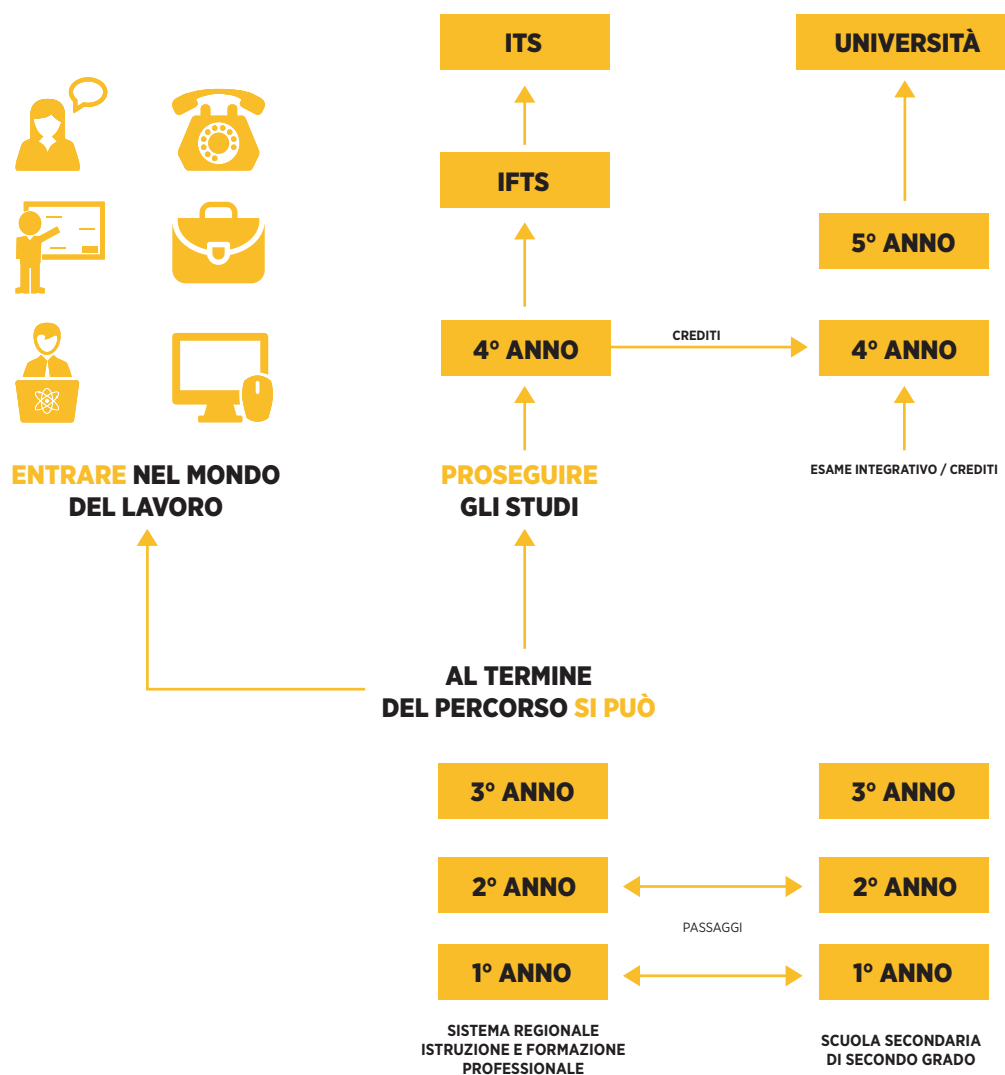 ITS
UNIVERSITÀ
IFTS
5° ANNO
4° ANNO
CREDITI
4° ANNO
ENTRARE NEL MONDO
DEL LAVORO
PROSEGUIRE
GLI STUDI
ESAME INTEGRATIVO / CREDITI
AL TERMINE
DEL PERCORSO SI PUÒ
3° ANNO
3° ANNO
2° ANNO
2° ANNO
PASSAGGI
1° ANNO
1° ANNO
SISTEMA REGIONALE
ISTRUZIONE E FORMAZIONE
PROFESSIONALE
SCUOLA SECONDARIA
DI SECONDO GRADO